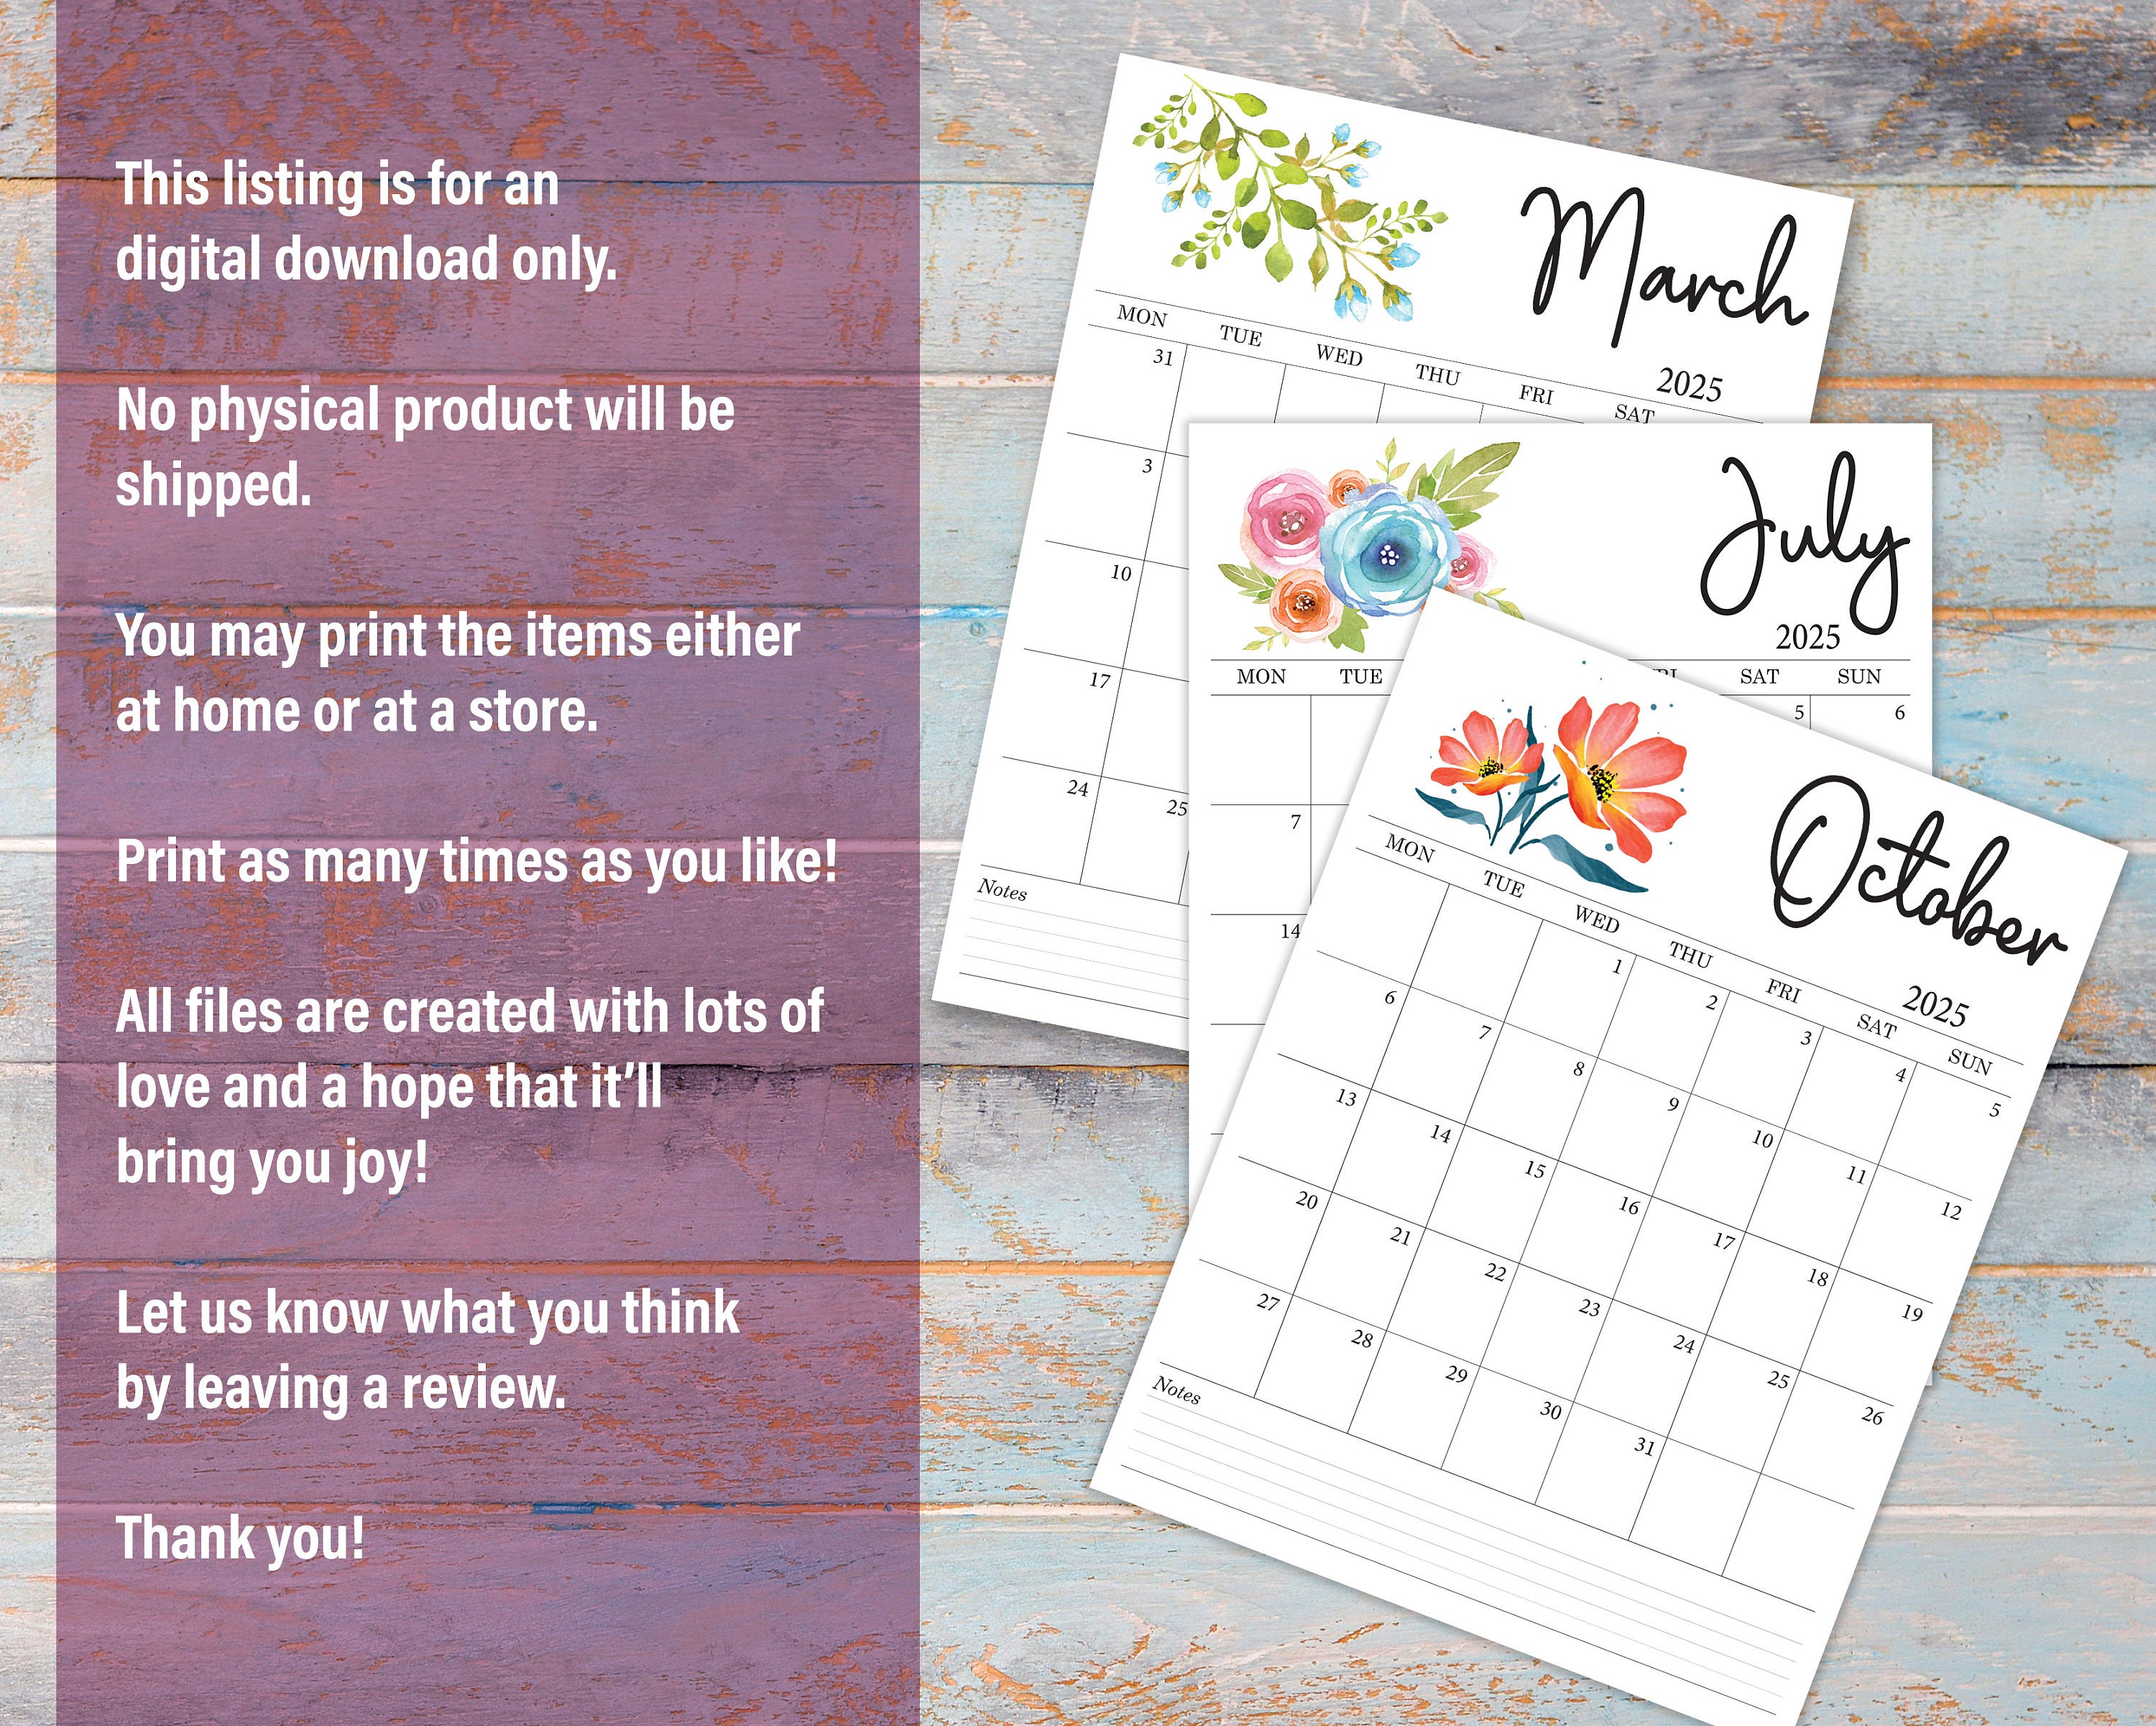 This listing is for an
digital download only.
No physical product will be
shipped.
You may print the items either
at home or at a store.
Print as many times as you like!
All files are created with lots of
love and a hope that it’ll
bring you joy!
Let us know what you think
by leaving a review.
Thank you!
March
2025
MON TUE WED THU FRI SAT
31
3
10
17
24 25
Notes
July
2025
MON TUE SAT SUN
5 6
7
14
October
2025
MON TUE WED THU FRI SAT SUN
1 2 3 4 5
6 7 8 9 10 11 12
13 14 15 16 17 18 19
20 21 22 23 24 25 26
27 28 29 30 31
Notes